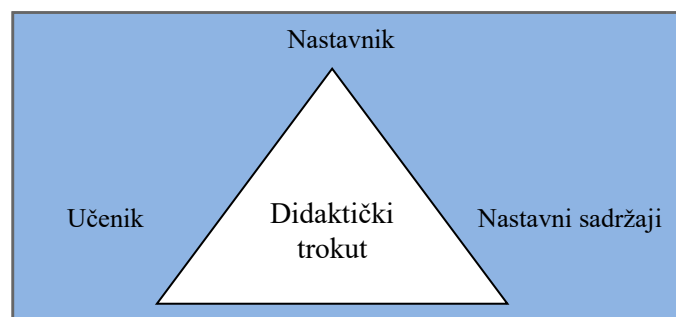 Nastavnik
Učenik
Didaktički
trokut
Nastavni sadržaji